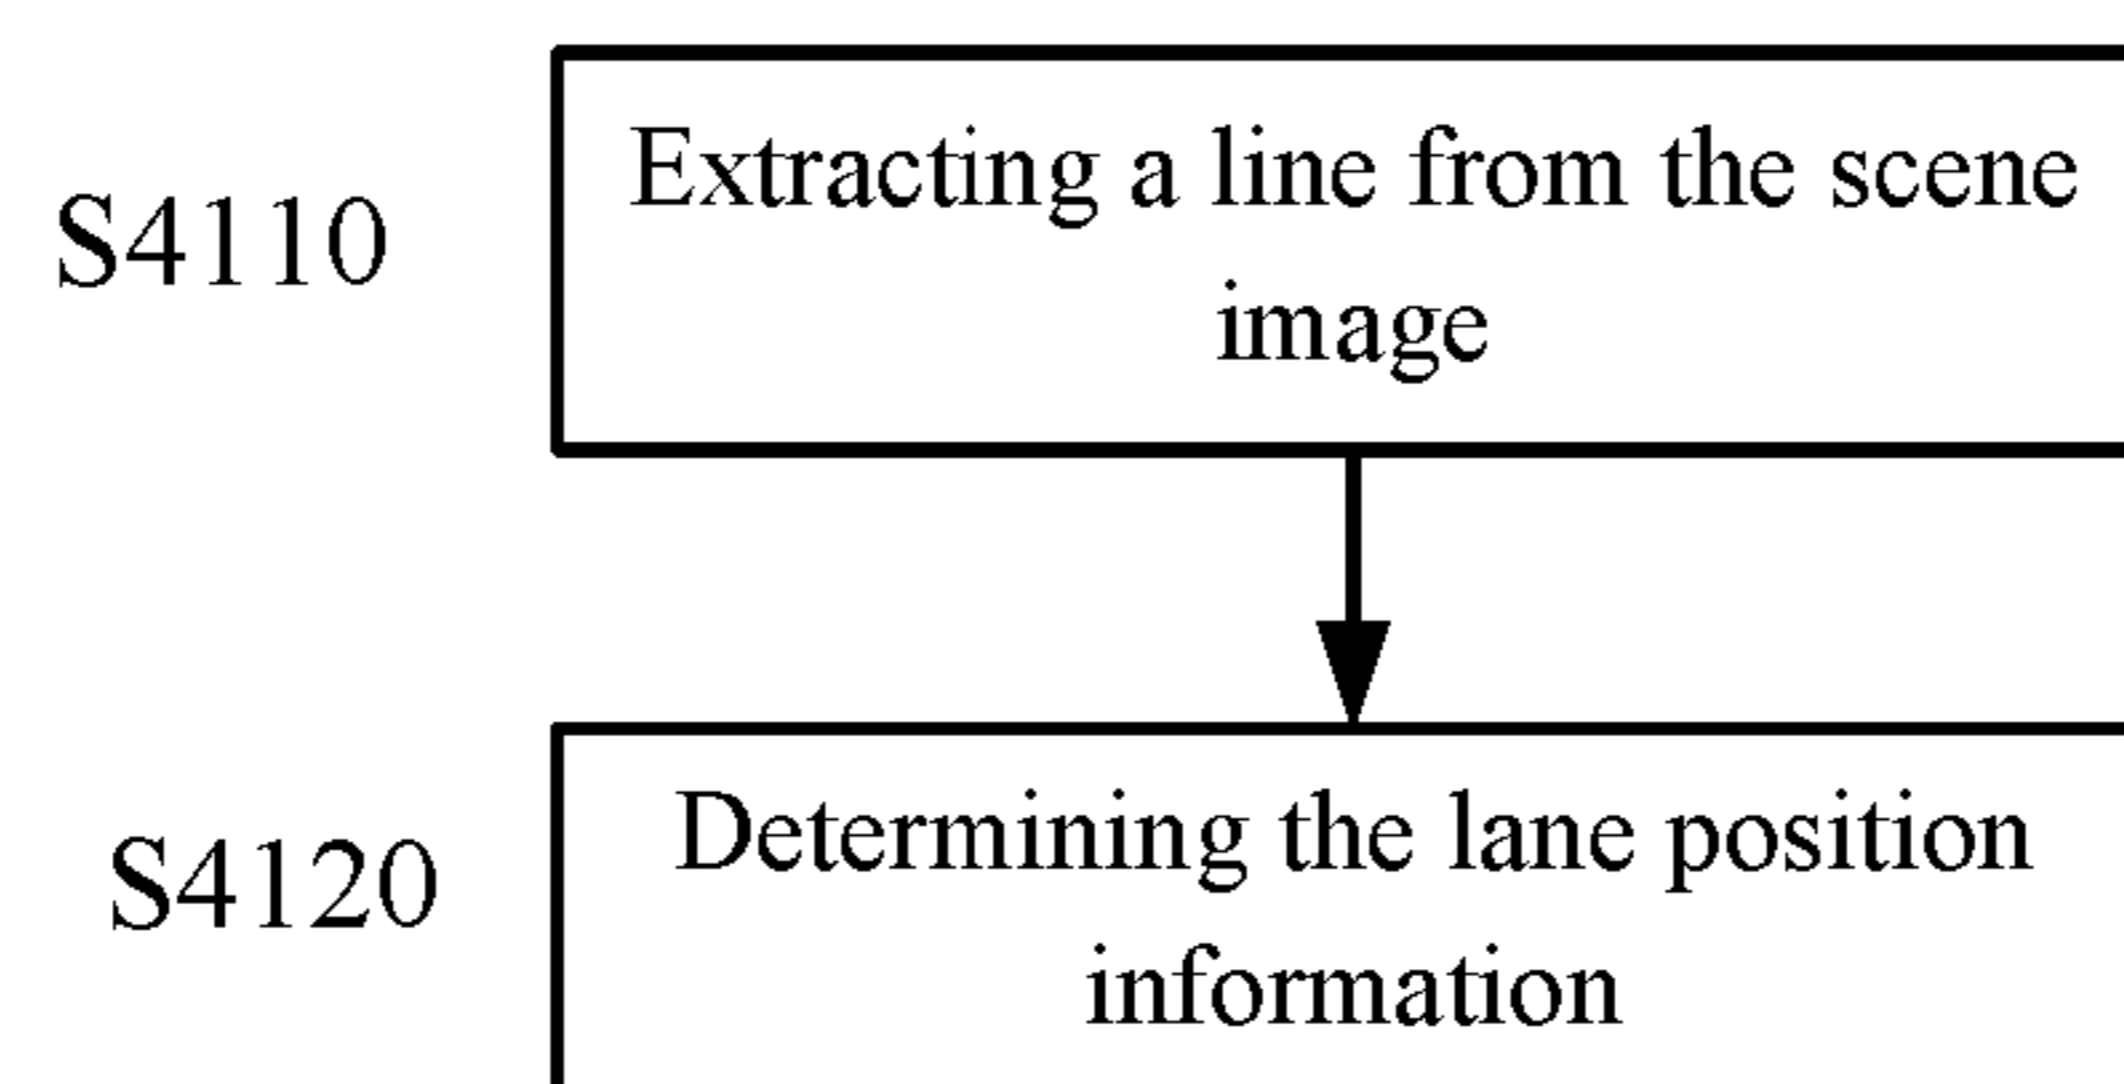 S4110
Extracting a line from the scene
image
S4120
Determining the lane position
information